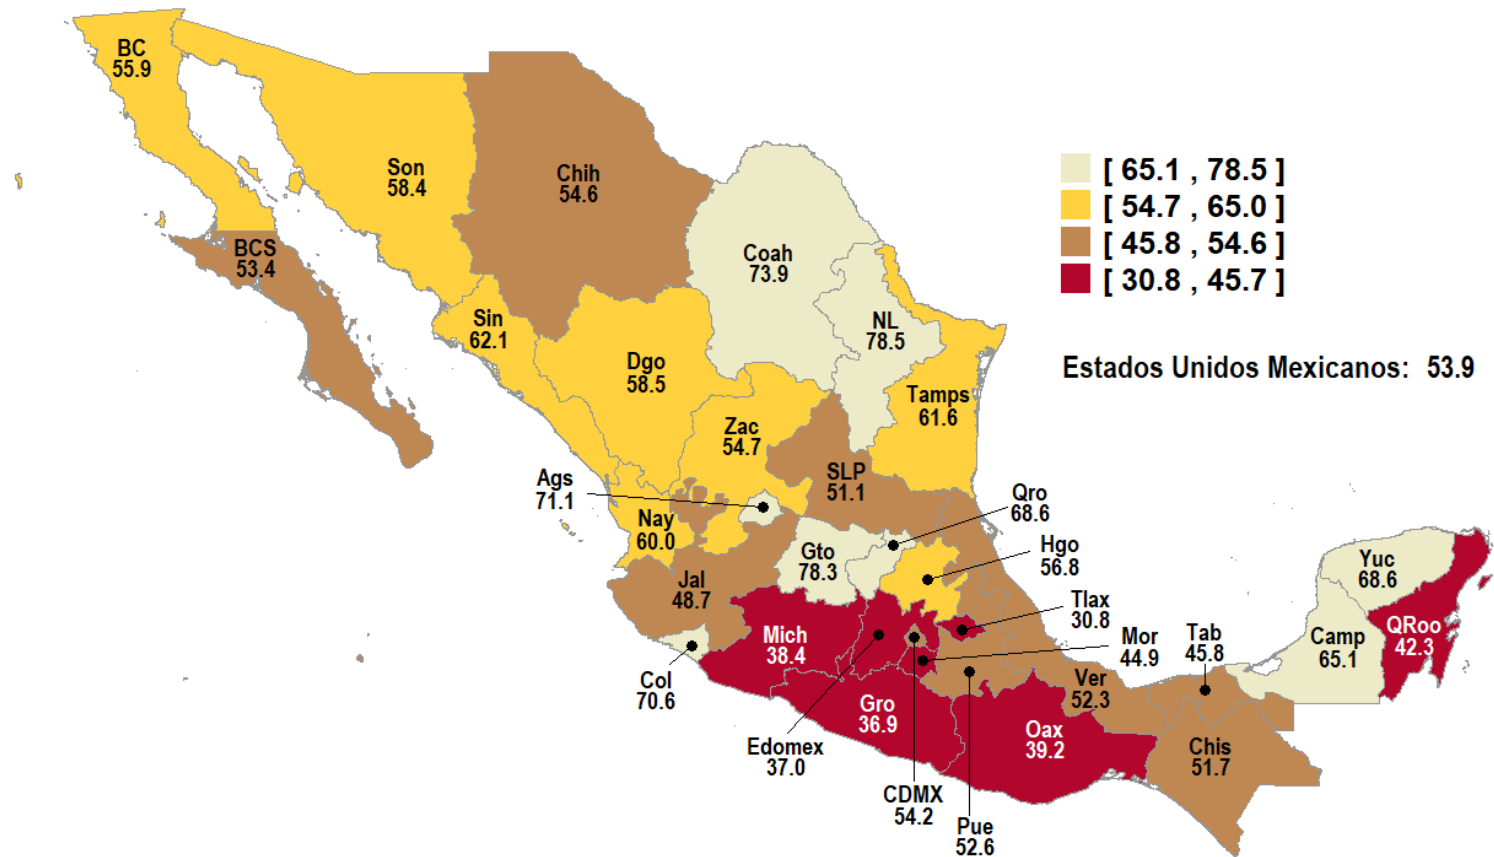 BC
55.9
Son
58.4
Chih
54.6
[ 65.1 , 78.5 ]
[ 54.7 , 65.0 ]
[ 45.8 , 54.6 ]
[ 30.8 , 45.7 ]
Coah
73.9
BCS
53.4
Sin
62.1
NL
78.5
Estados Unidos Mexicanos: 53.9
Dgo
58.5
Tamps
61.6
Zac
54.7
SLP
51.1
Ags
71.1
Qro
68.6
Nay
60.0
Gto
78.3
Hgo
56.8
Yuc
68.6
Jal
48.7
Tlax
30.8
Mich
38.4
Mor
44.9
Tab
45.8
Camp
65.1
QRoo
42.3
Col
70.6
Ver
52.3
Gro
36.9
Oax
39.2
Edomex
37.0
Chis
51.7
CDMX
54.2
Pue
52.6